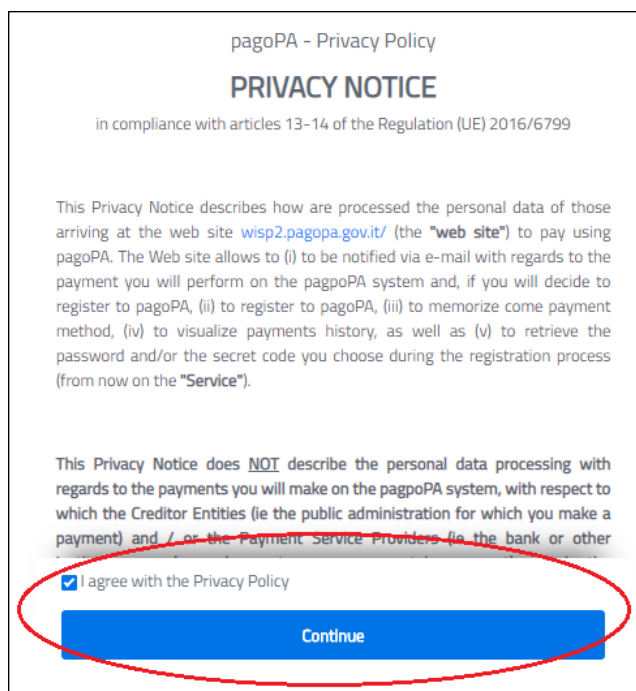 pagoPA - Privacy Policy
PRIVACY NOTICE
in compliance with articles 13-14 of the Regulation (UE) 2016/6799
This Privacy Notice describes how are processed the personal data of those
arriving at the web site wisp2.pagopa.gov.it/ (the "web site") to pay using
pagoPA. The Web site allows to (i) to be notified via e-mail with regards to the
payment you will perform on the pagpoPA system and, if you will decide to
register to pagoPA, (ii) to register to pagoPA, (iii) to memorize come payment
method, (iv) to visualize payments history, as well as (v) to retrieve the
password and/or the secret code you choose during the registration process
(from now on the "Service").
This Privacy Notice does NOT describe the personal data processing with
regards to the payments you will make on the pagpoPA system, with respect to
which the Creditor Entities (ie the public administration for which you make a
payment) and / or the Payment Service Providers (ie the bank or other
I agree with the Privacy Policy
Continue